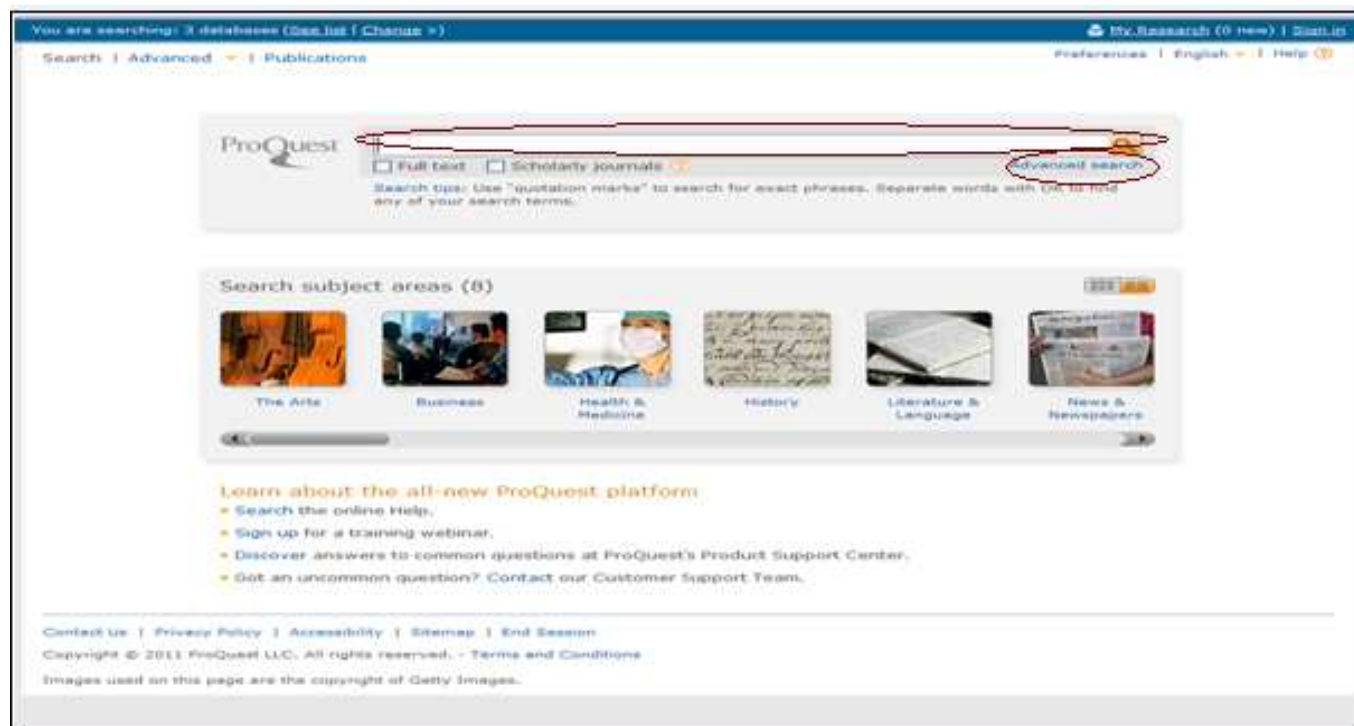 You are searching: 3 databases (See list | Change >)
My Research (0 new) | Sign in
Search | Advanced | Publications
Preferences | English | Help
ProQuest
Full text Scholarly journals
Advanced search
Search tips: Use "quotation marks" to search for exact phrases. Separate words with OR to find
any of your search terms.
Search subject areas (8)
The Arts
Business
Health &
Medicine
History
Literature &
Language
News &
Newspapers
Learn about the all-new ProQuest platform
Search the online Help.
Sign up for a training webinar.
Discover answers to common questions at ProQuest's Product Support Center.
Got an uncommon question? Contact our Customer Support Team.
Contact Us | Privacy Policy | Accessibility | Sitemap | End Session
Copyright © 2011 ProQuest LLC. All rights reserved. - Terms and Conditions
Images used on this page are the copyright of Getty Images.